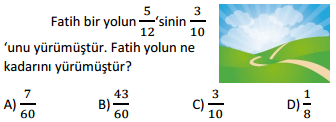 Fatih bir yolun 5/12'sinin 3/10
'unu yürümüştür. Fatih yolun ne
kadarını yürümüştür?
A) 7/60 B) 43/60 C) 3/10 D) 1/8